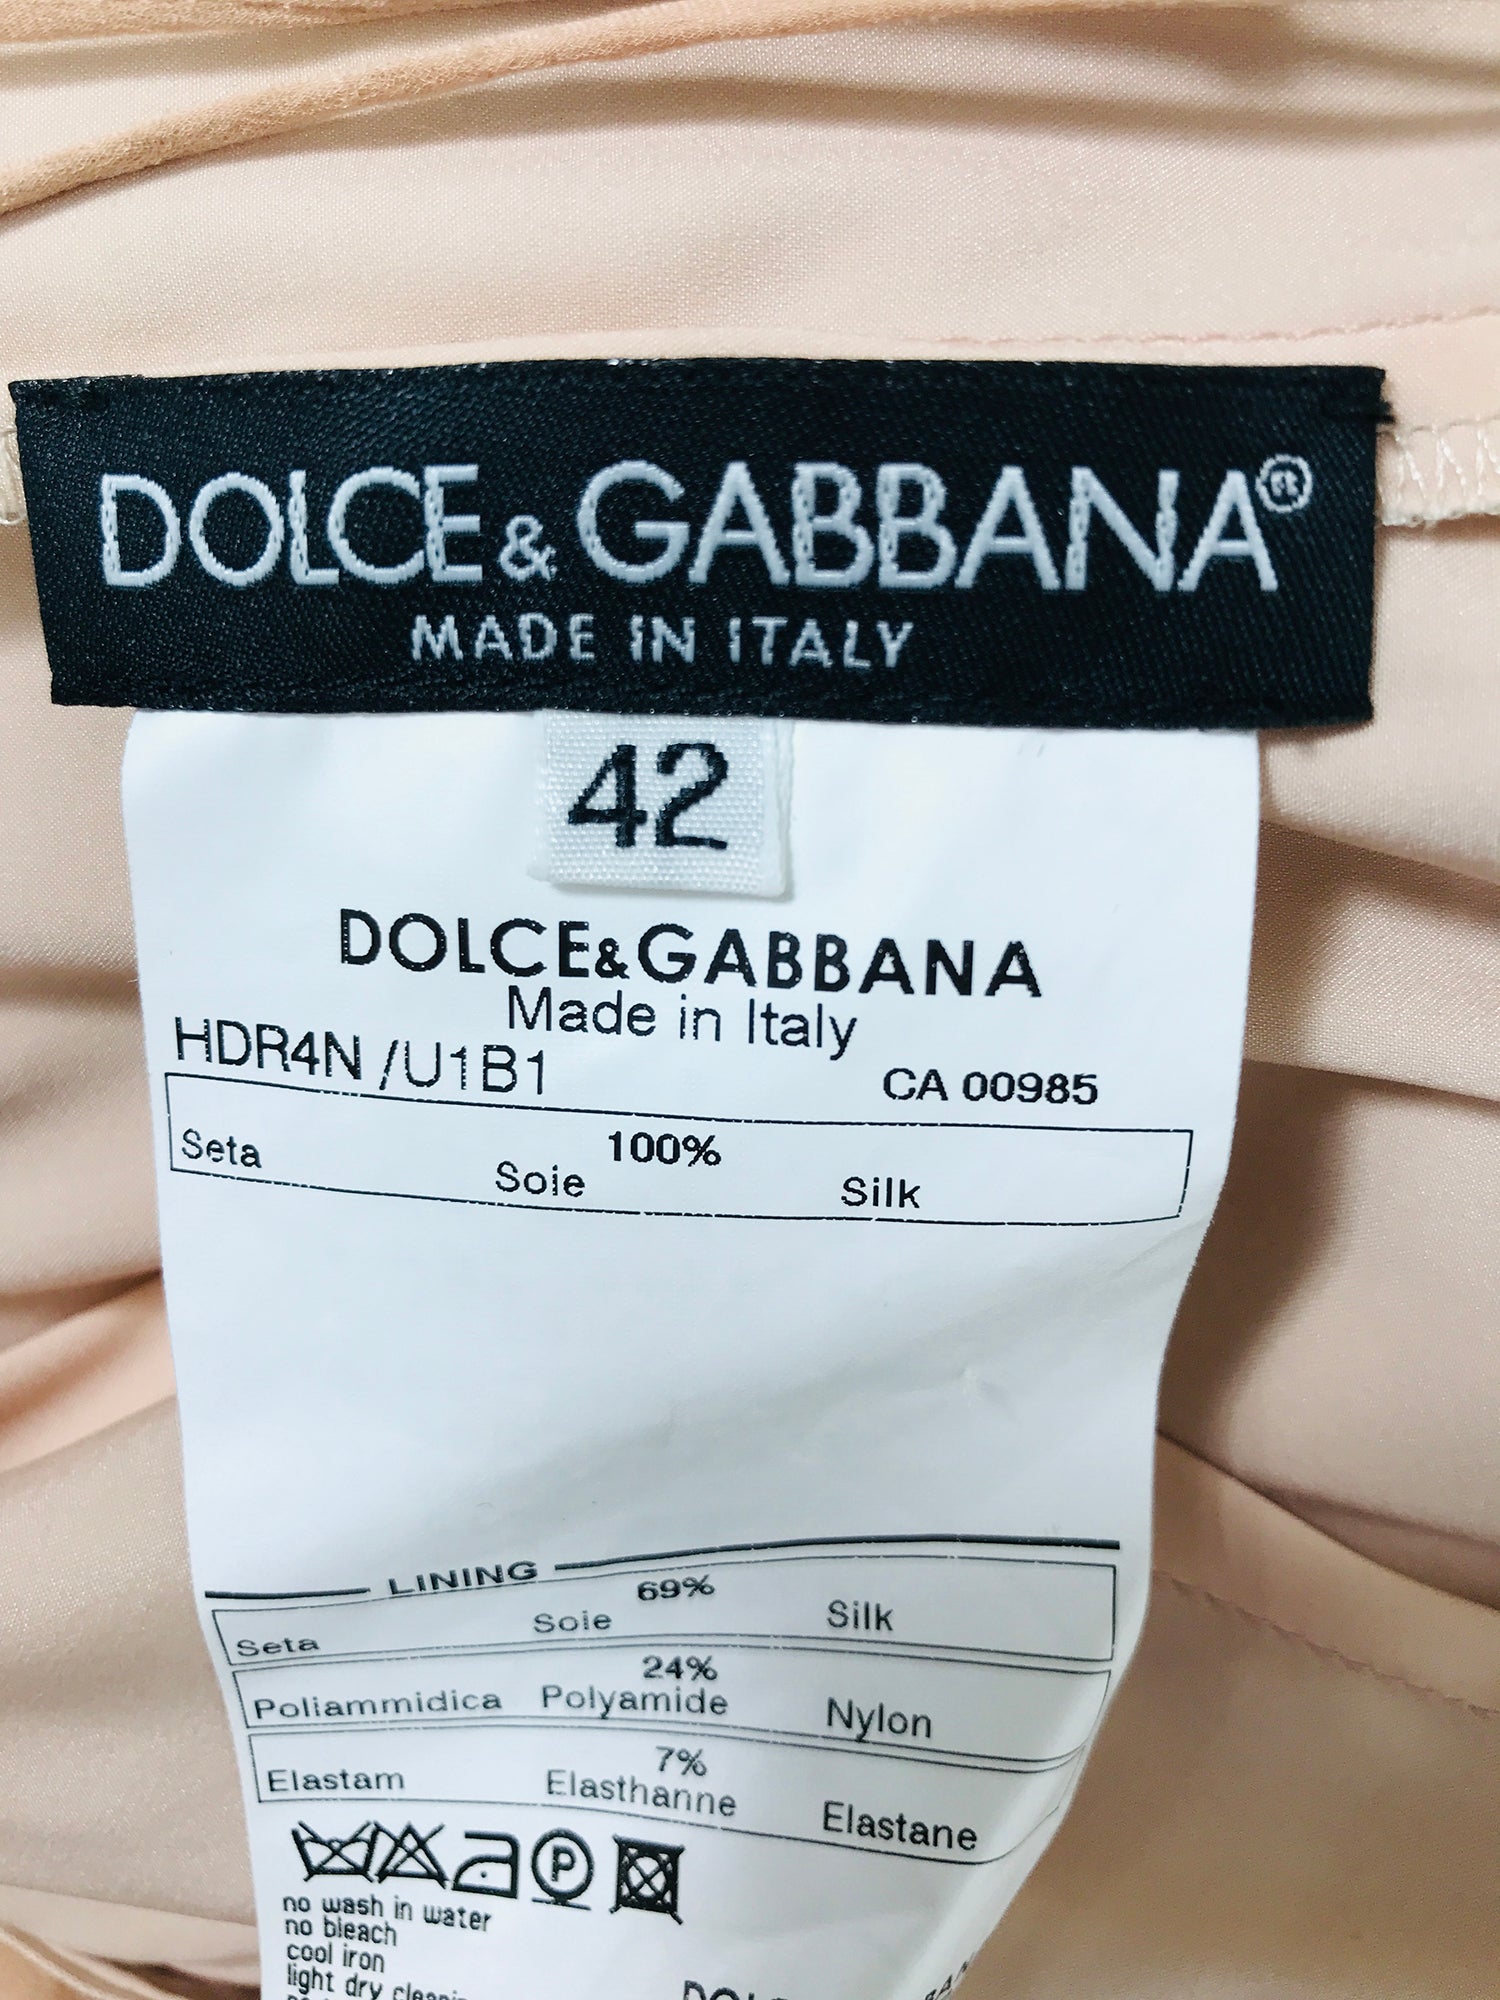 DOLCE & GABBANA®
MADE IN ITALY
42
DOLCE&GABBANA
Made in Italy
HDR4N /U1B1 CA 00985
100%
Seta Soie Silk
LINING
69%
Seta Soie Silk
24%
Poliammidica Polyamide Nylon
7%
Elastam Elasthanne Elastane
P
no wash in water
no bleach
cool iron
light dry